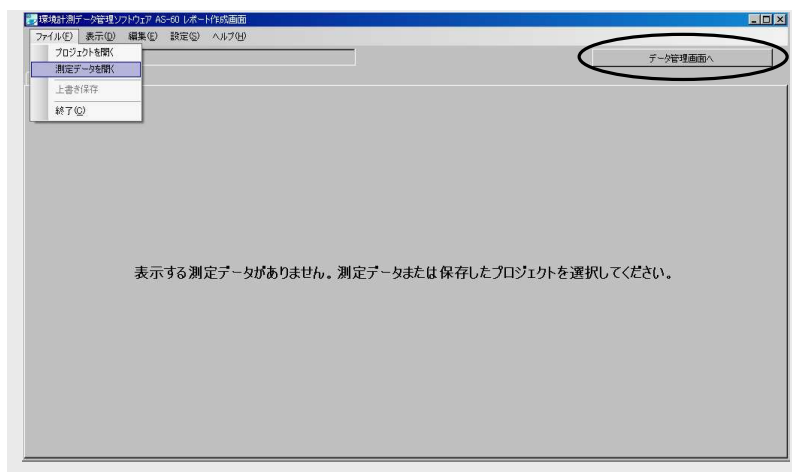 環境計測データ管理ソフトウェア AS-60 レポート作成画面
ファイル(F) 表示(D) 編集(E) 設定(S) ヘルプ(H)
プロジェクトを開く
データ管理画面へ
測定データを開く
上書き保存
終了(C)
表示する測定データがありません。測定データまたは保存したプロジェクトを選択してください。